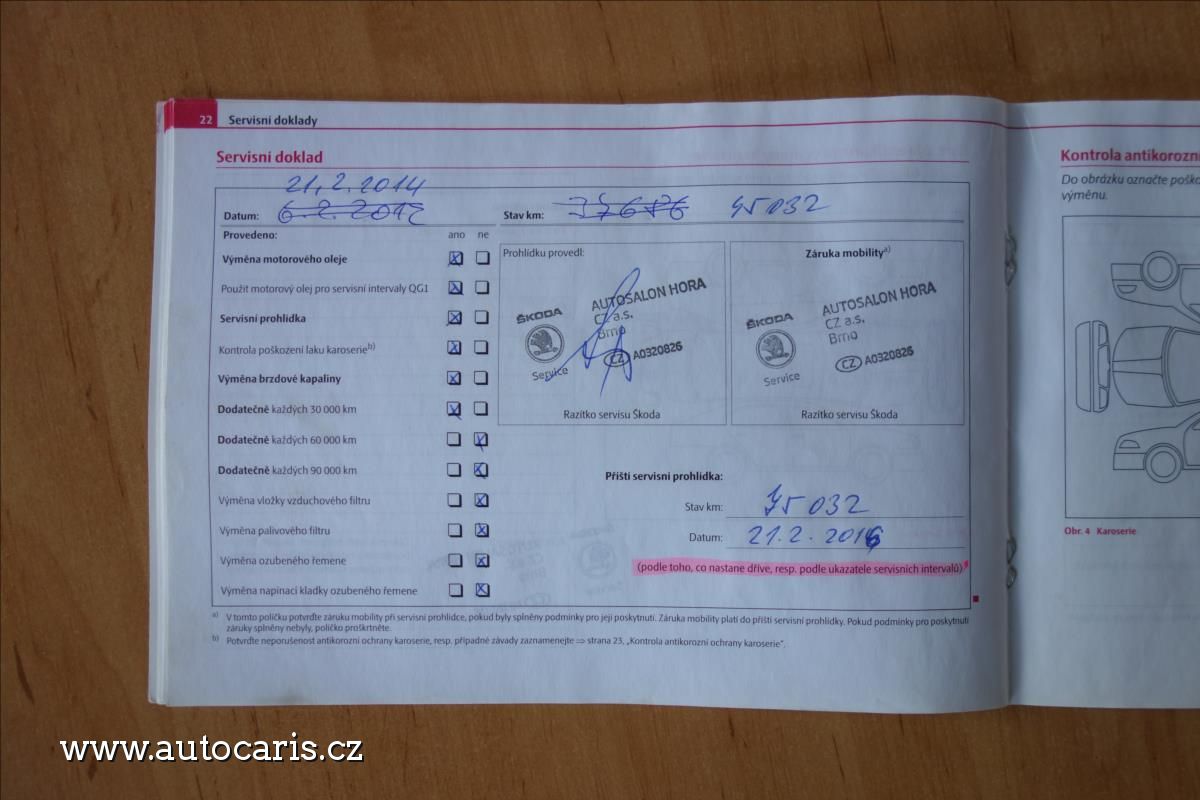 22 Servisní doklady
Servisní doklad
21.2.2014
Datum: 6.2.2012 Stav km: 37676 45032
Provedeno: ano ne
Výměna motorového oleje
Použit motorový olej pro servisní intervaly QG1
Servisní prohlídka
Kontrola poškození laku karoserie b)
Výměna brzdové kapaliny
Dodatečně každých 30 000 km
Dodatečně každých 60 000 km
Dodatečně každých 90 000 km
Výměna vložky vzduchového filtru
Výměna palivového filtru
Výměna ozubeného řemene
Výměna napínací kladky ozubeného řemene
Prohlídku provedl:
ŠKODA
Service
AUTOSALON HORA
CZ a.s.
Brno
CZ A0320826
Razítko servisu Škoda
Záruka mobility a)
ŠKODA
Service
AUTOSALON HORA
CZ a.s.
Brno
CZ A0320826
Razítko servisu Škoda
Příští servisní prohlídka:
Stav km: 75032
Datum: 21.2.2016
(podle toho, co nastane dříve, resp. podle ukazatele servisních intervalů)
a) V tomto políčku potvrďte záruku mobility při servisní prohlídce, pokud byly splněny podmínky pro její poskytnutí. Záruka mobility platí do příští servisní prohlídky. Pokud podmínky pro poskytnutí
záruky splněny nebyly, políčko proškrtněte.
b) Potvrďte neporušenost antikorozní ochrany karoserie, resp. případné závady zaznamenejte ⇒ strana 23, „Kontrola antikorozní ochrany karoserie“.
Kontrola antikorozní
Do obrázku označte poško
výměnu.
Obr. 4 Karoserie
www.autocaris.cz